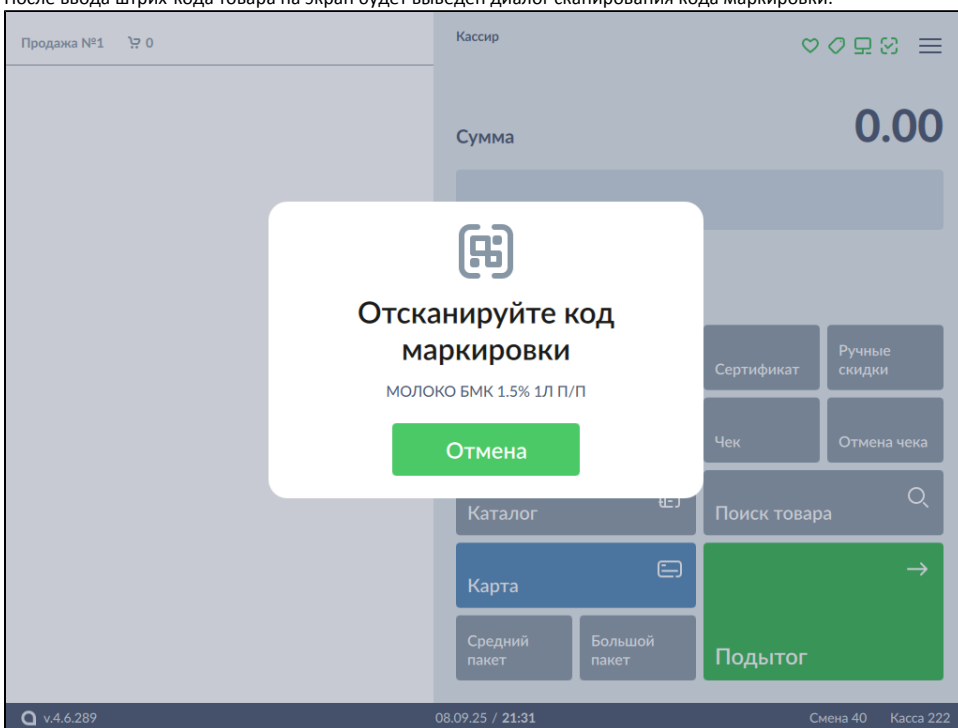 После ввода штрих-кода товара на экран будет выведен диалог сканирования кода маркировки.
Продажа №1 0
Кассир
Сумма
0.00
Отсканируйте код
маркировки
МОЛОКО БМК 1.5% 1Л П/П
Отмена
Сертификат
Ручные
скидки
Чек
Отмена чека
Каталог
Поиск товара
Карта
Средний
пакет
Большой
пакет
Подытог
v.4.6.289
08.09.25 / 21:31
Смена 40
Касса 222